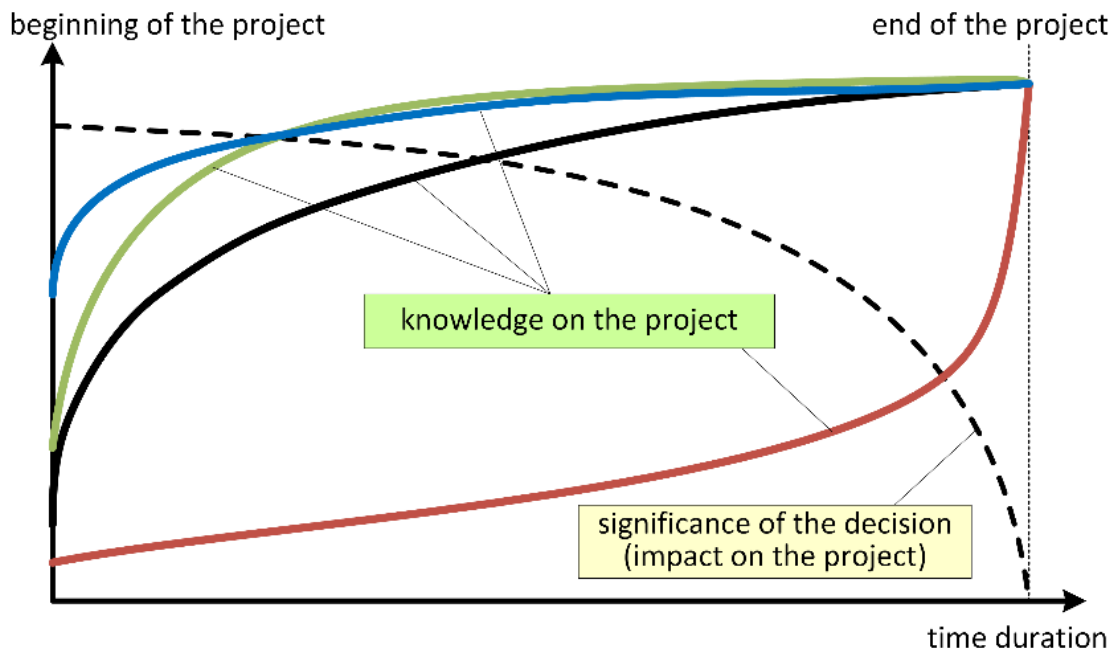 beginning of the project
end of the project
knowledge on the project
significance of the decision
(impact on the project)
time duration